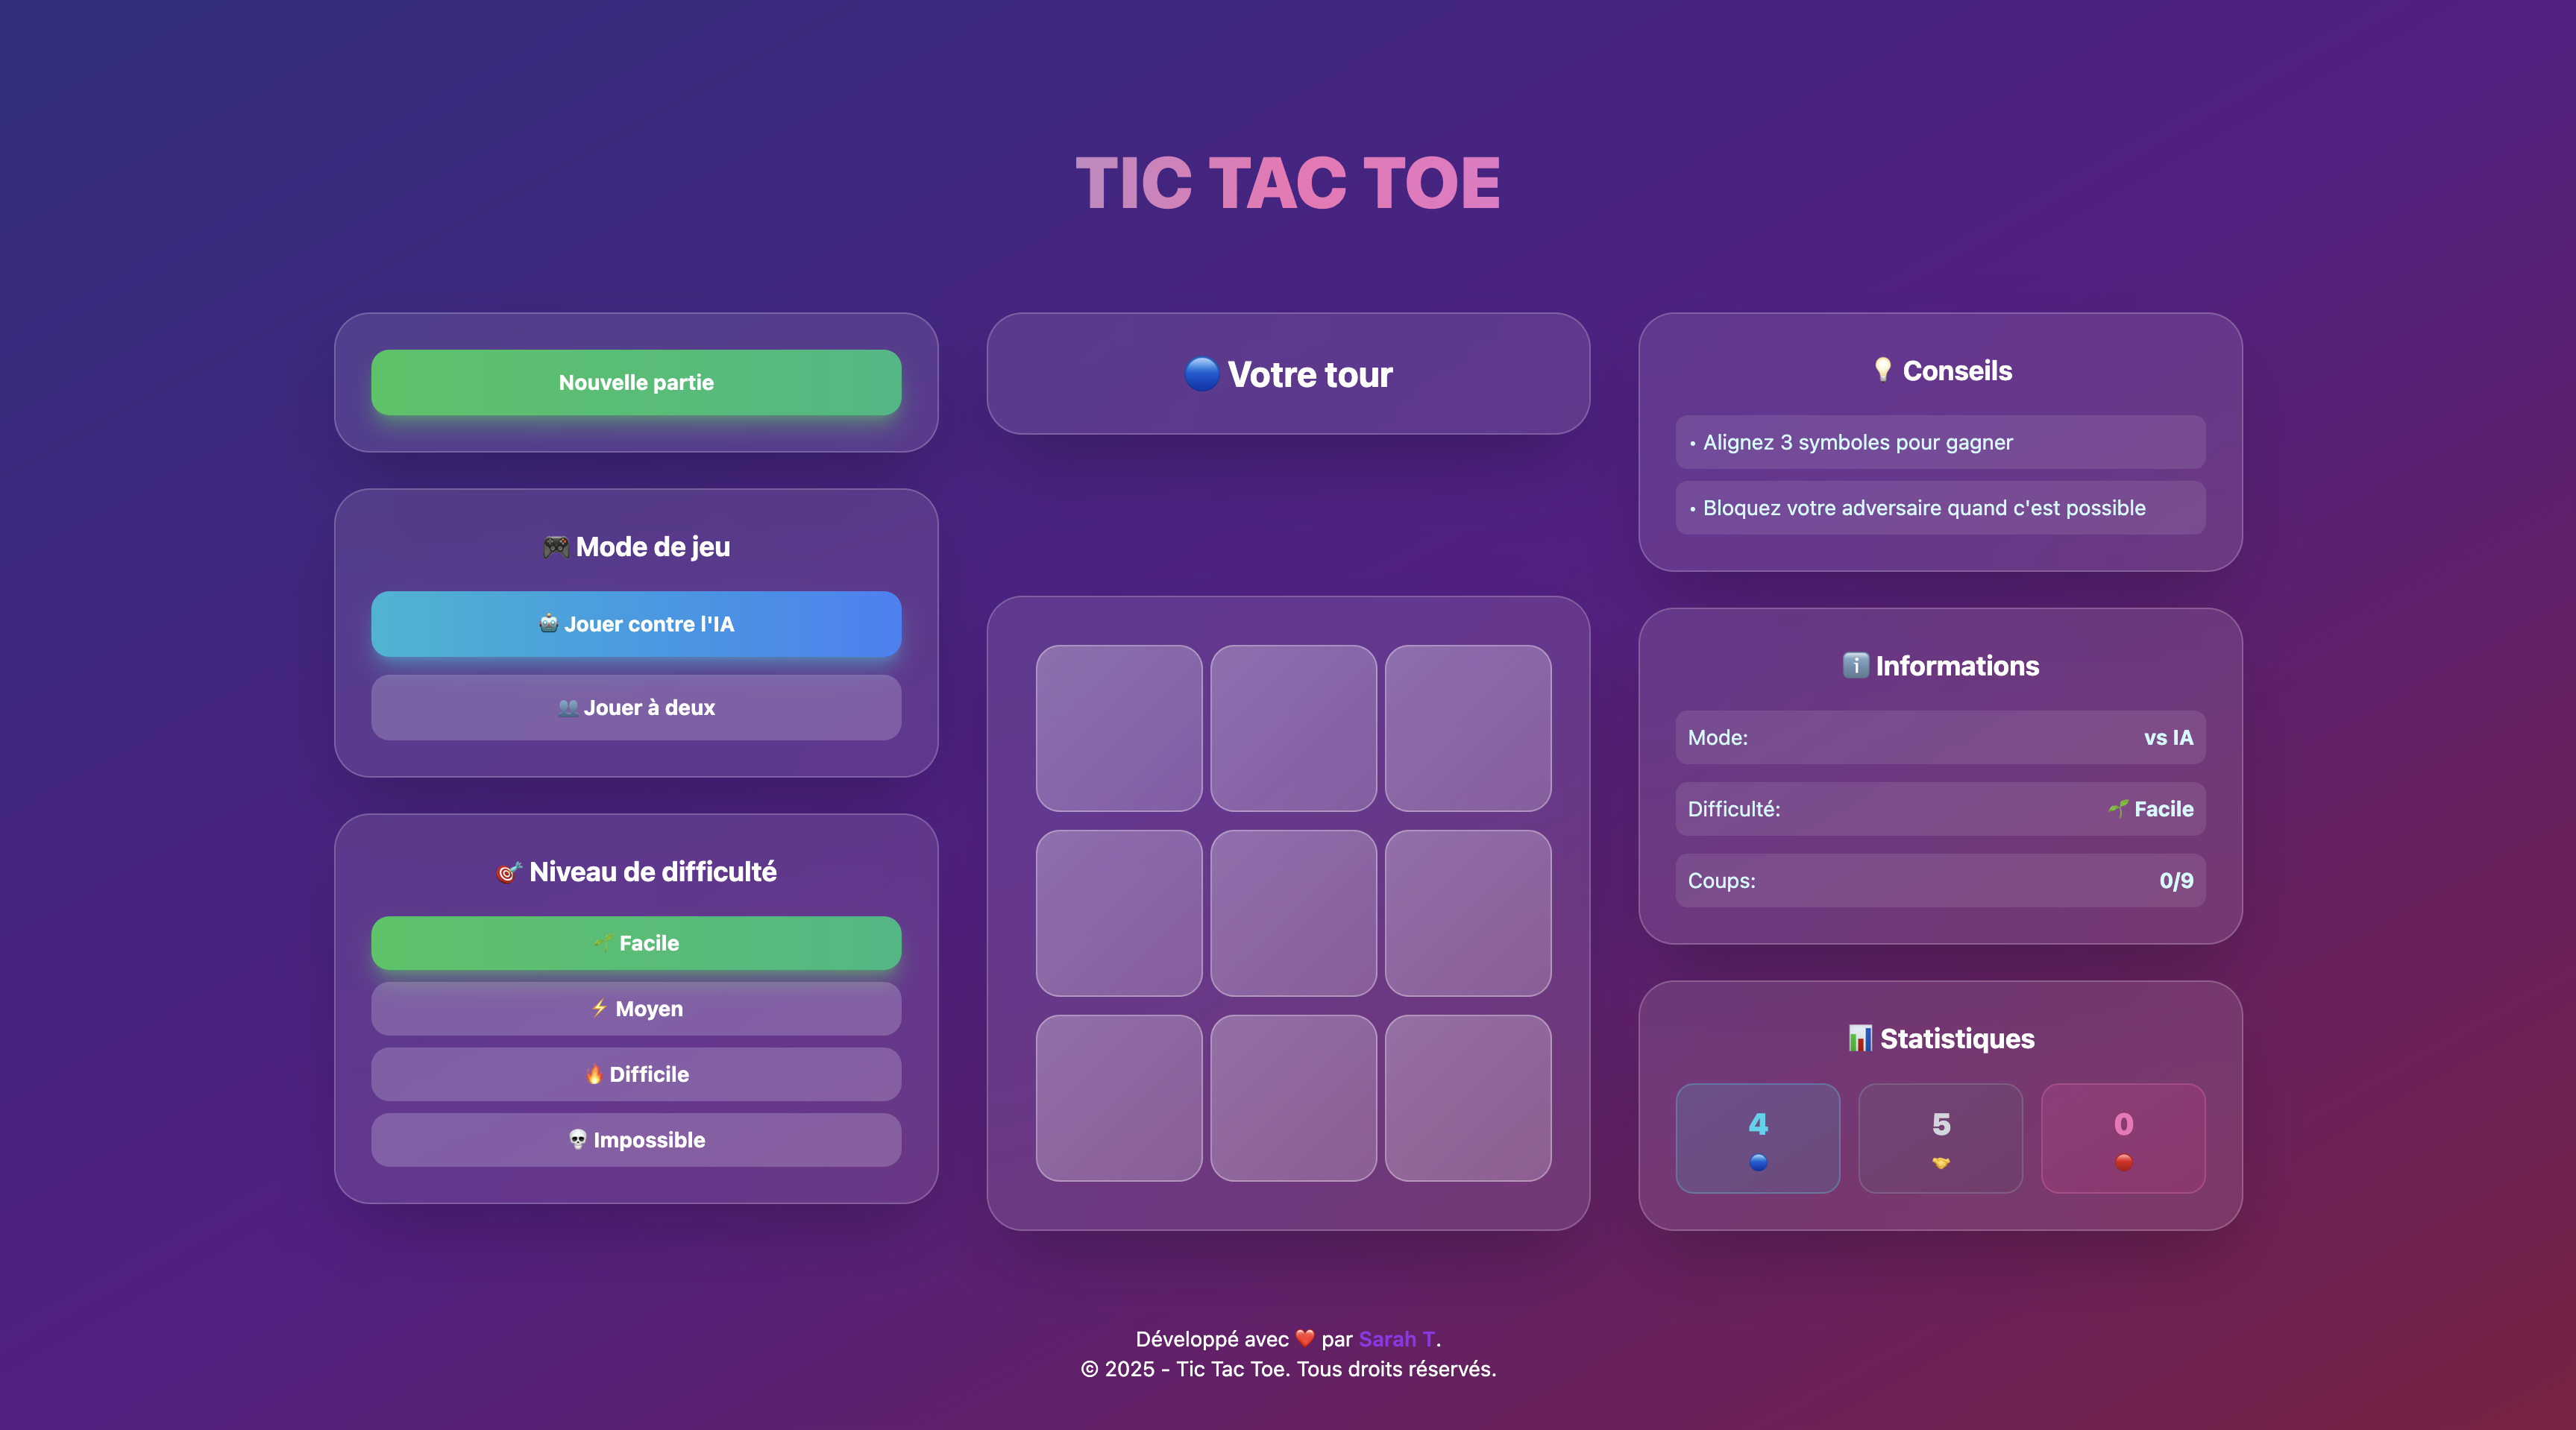 TIC TAC TOE
Nouvelle partie
🎮 Mode de jeu
🤖 Jouer contre l'IA
👥 Jouer à deux
🎯 Niveau de difficulté
🌱 Facile
⚡ Moyen
🔥 Difficile
💀 Impossible
🔵 Votre tour
💡 Conseils
• Alignez 3 symboles pour gagner
• Bloquez votre adversaire quand c'est possible
ℹ️ Informations
Mode: vs IA
Difficulté: 🌱 Facile
Coups: 0/9
📊 Statistiques
4 5 0
🔵 🤝 🔴
Développé avec ❤️ par Sarah T.
© 2025 - Tic Tac Toe. Tous droits réservés.